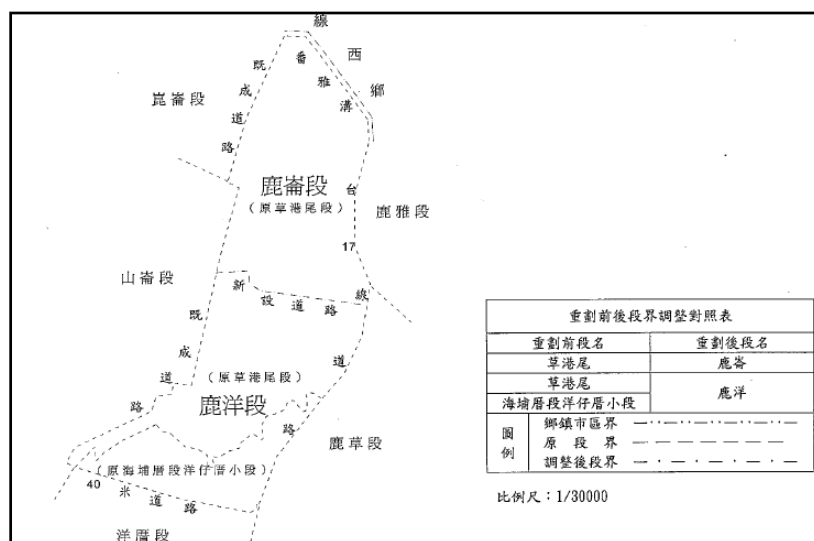 線西鄉
番雅溝
既成道路
崑崙段
鹿崙段
(原草港尾段)
台17線道路
鹿雅段
山崙段
新設道路
既成道路
(原草港尾段)
鹿洋段
鹿草段
(原海埔厝段洋仔厝小段)
40米道路
洋厝段
重劃前後段界調整對照表
重劃前段名 重劃後段名
草港尾 鹿崙
草港尾 鹿洋
海埔厝段洋仔厝小段
圖例
鄉鎮市區界
原段界
調整後段界
比例尺：1/30000